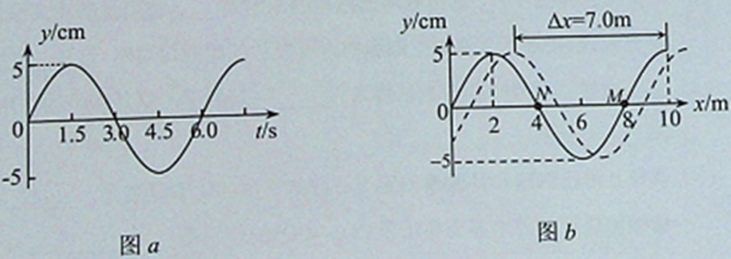 y/cm
5
0
1.5 3.0 4.5 6.0 t/s
-5
图 a
y/cm
Δx=7.0m
5
N M
0
2 4 6 8 10 x/m
-5
图 b